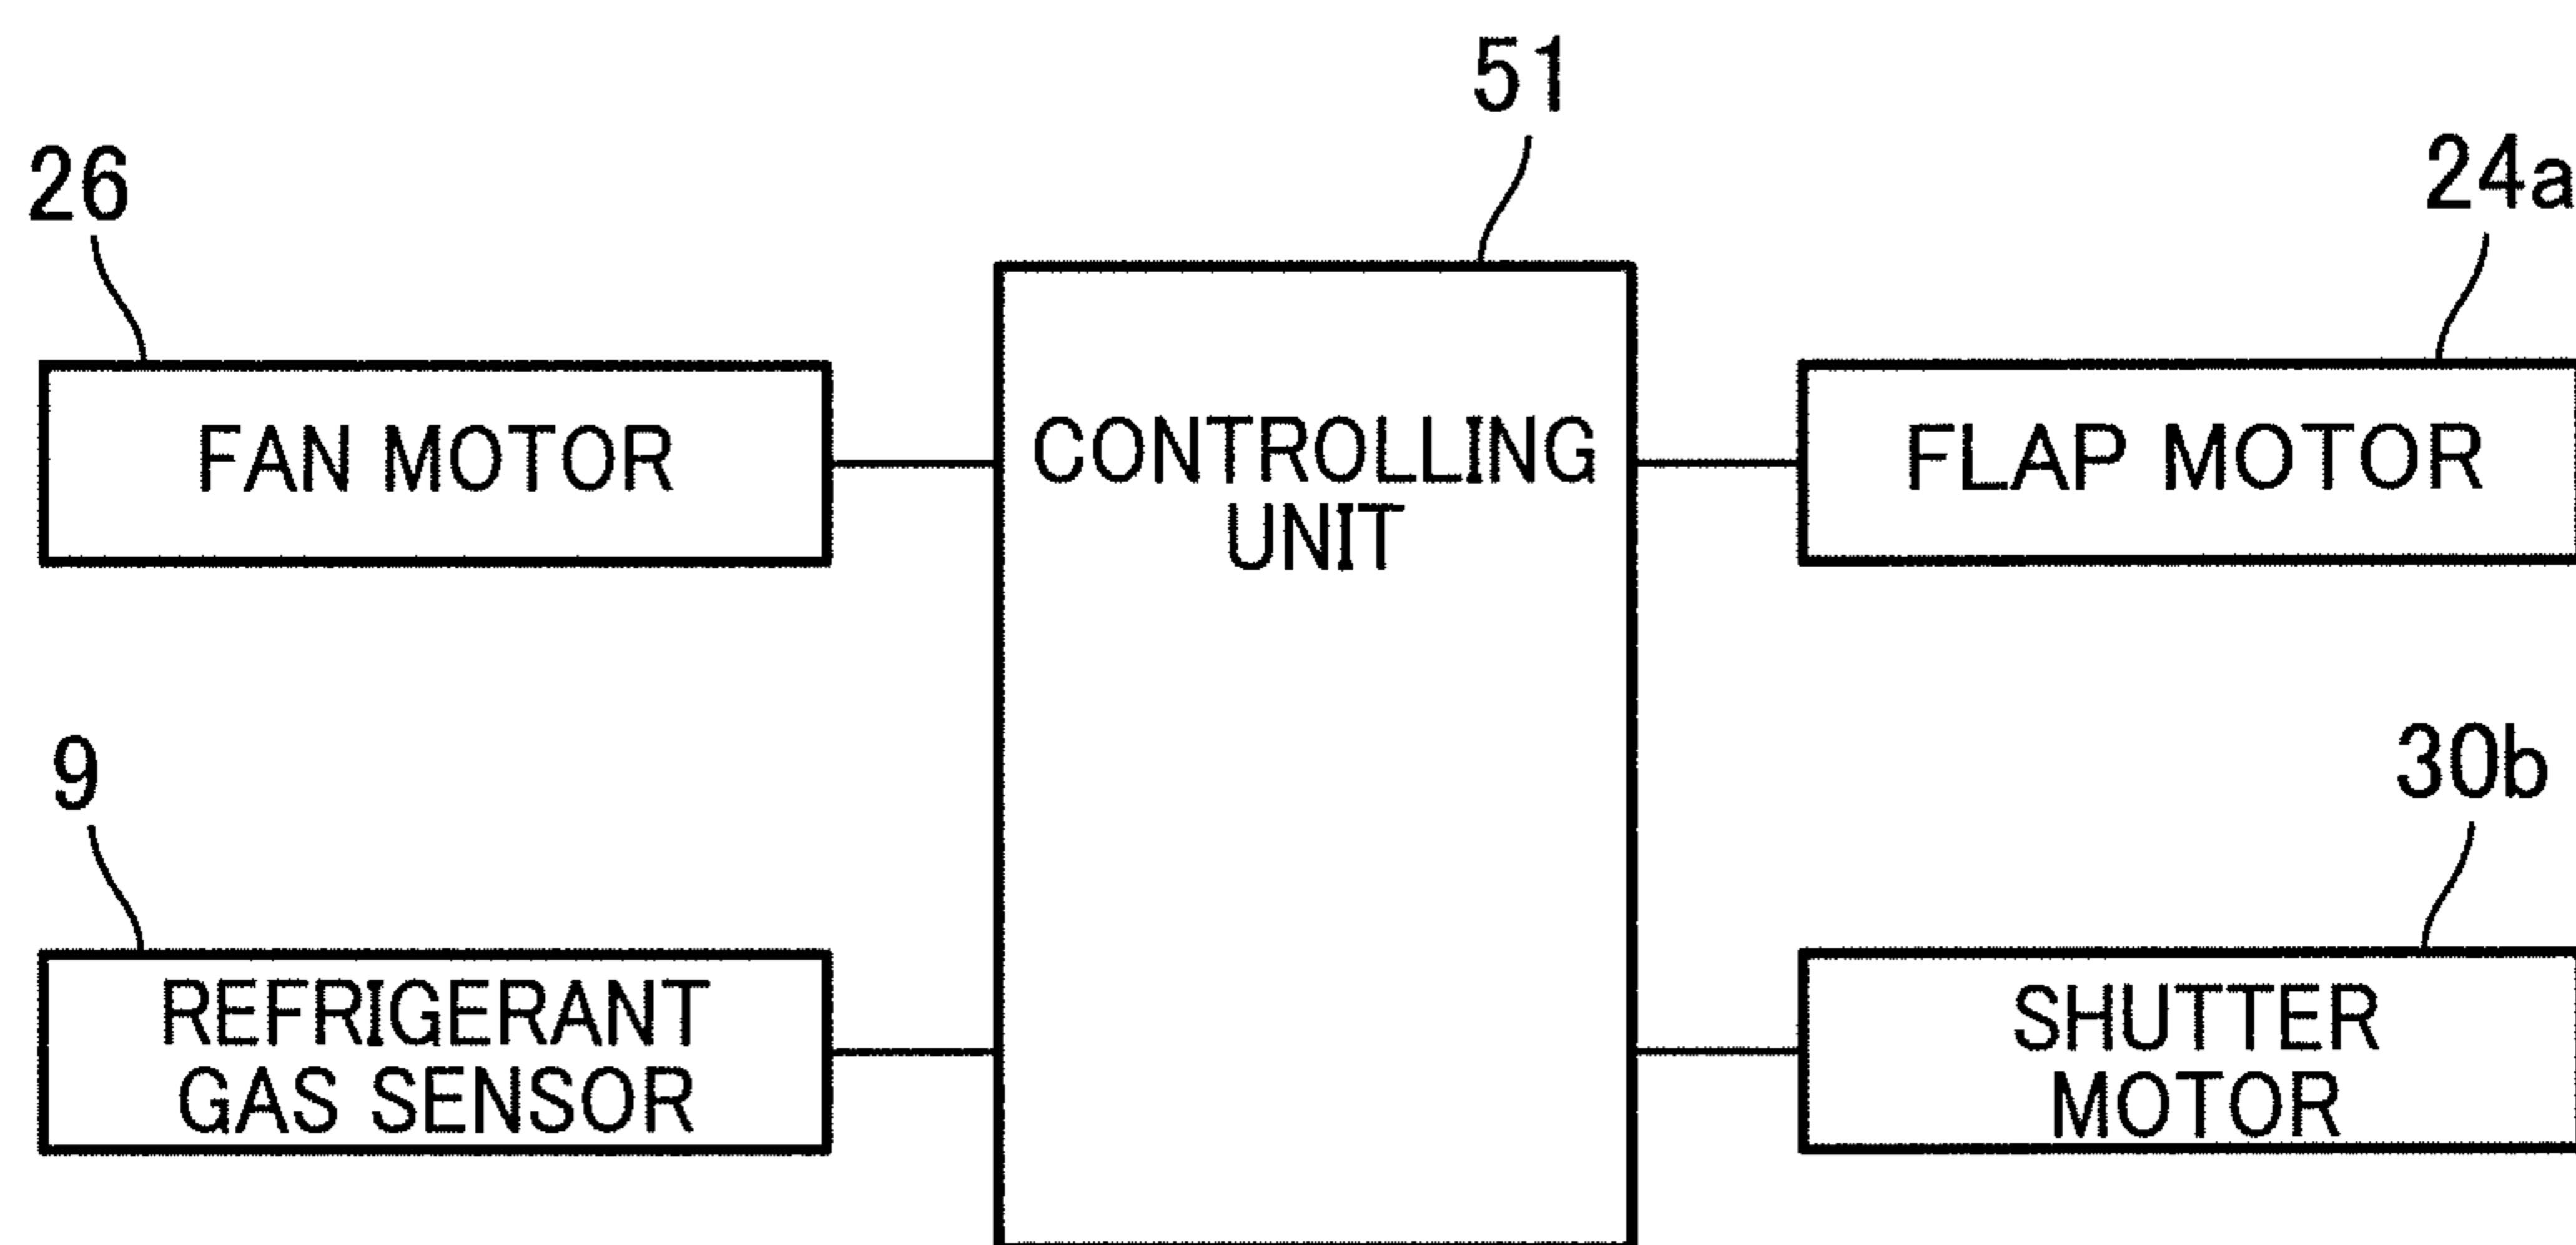 51
26
24a
FAN MOTOR
CONTROLLING
UNIT
FLAP MOTOR
9
30b
REFRIGERANT
GAS SENSOR
SHUTTER
MOTOR